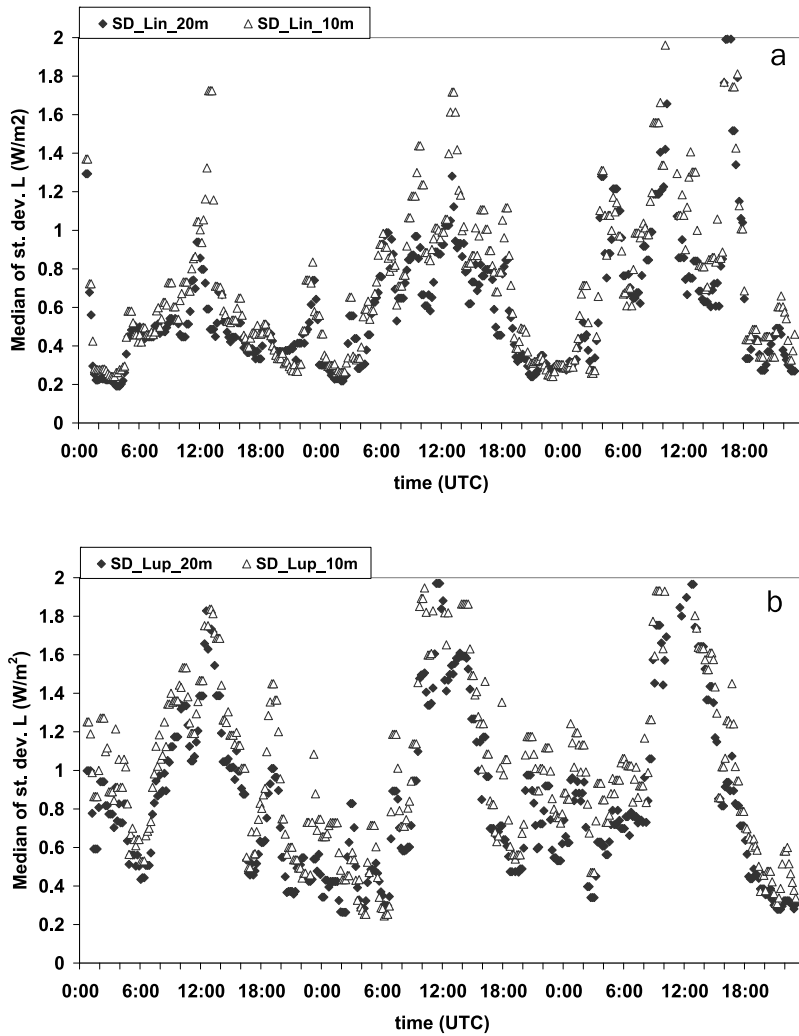 SD_Lin_20m SD_Lin_10m
a
Median of st. dev. L (W/m2)
2
1.8
1.6
1.4
1.2
1
0.8
0.6
0.4
0.2
0
0:00 6:00 12:00 18:00 0:00 6:00 12:00 18:00 0:00 6:00 12:00 18:00
time (UTC)
SD_Lup_20m SD_Lup_10m
b
Median of st. dev. L (W/m²)
2
1.8
1.6
1.4
1.2
1
0.8
0.6
0.4
0.2
0
0:00 6:00 12:00 18:00 0:00 6:00 12:00 18:00 0:00 6:00 12:00 18:00
time (UTC)